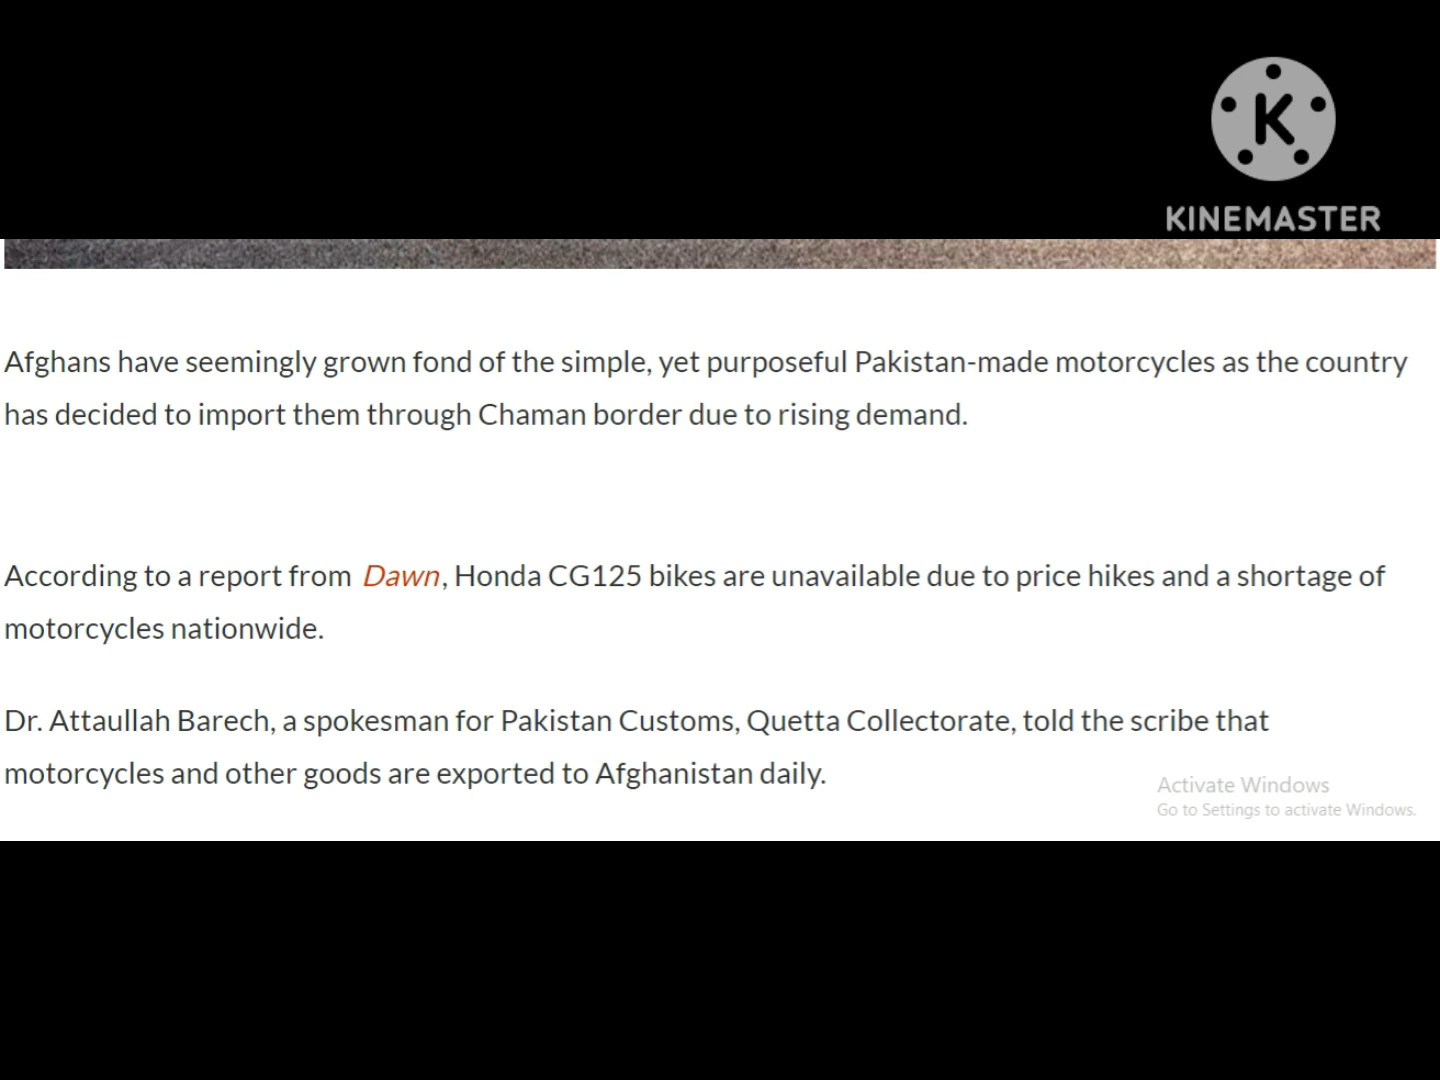 K
KINEMASTER
Afghans have seemingly grown fond of the simple, yet purposeful Pakistan-made motorcycles as the country
has decided to import them through Chaman border due to rising demand.
According to a report from Dawn, Honda CG125 bikes are unavailable due to price hikes and a shortage of
motorcycles nationwide.
Dr. Attaullah Barech, a spokesman for Pakistan Customs, Quetta Collectorate, told the scribe that
motorcycles and other goods are exported to Afghanistan daily.
Activate Windows
Go to Settings to activate Windows.